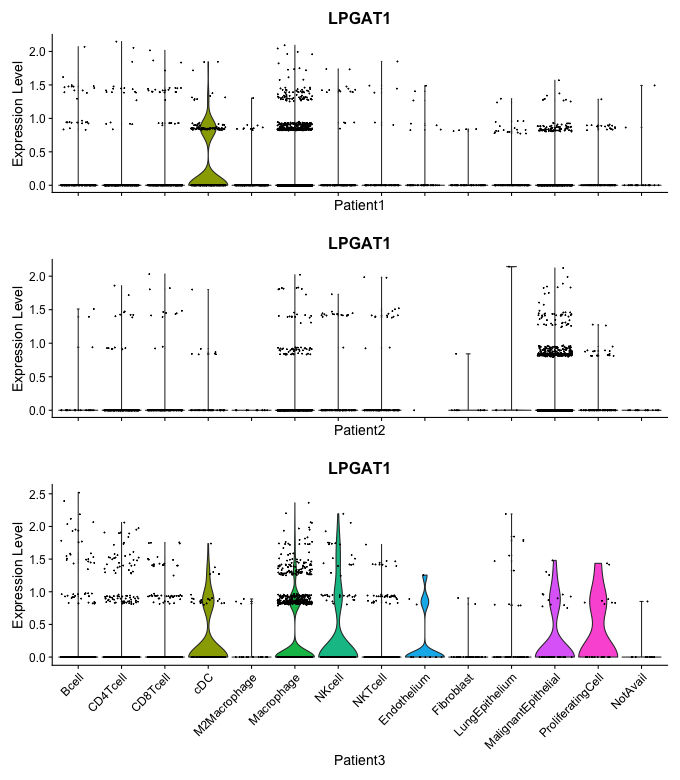 LPGAT1
Expression Level
2.0
1.5
1.0
0.5
0.0
Patient1
LPGAT1
Expression Level
2.0
1.5
1.0
0.5
0.0
Patient2
LPGAT1
Expression Level
2.5
2.0
1.5
1.0
0.5
0.0
Bcell
CD4Tcell
CD8Tcell
cDC
M2Macrophage
Macrophage
NKcell
NKTcell
Endothelium
Fibroblast
LungEpithelium
MalignantEpithelial
ProliferatingCell
NotAvail
Patient3